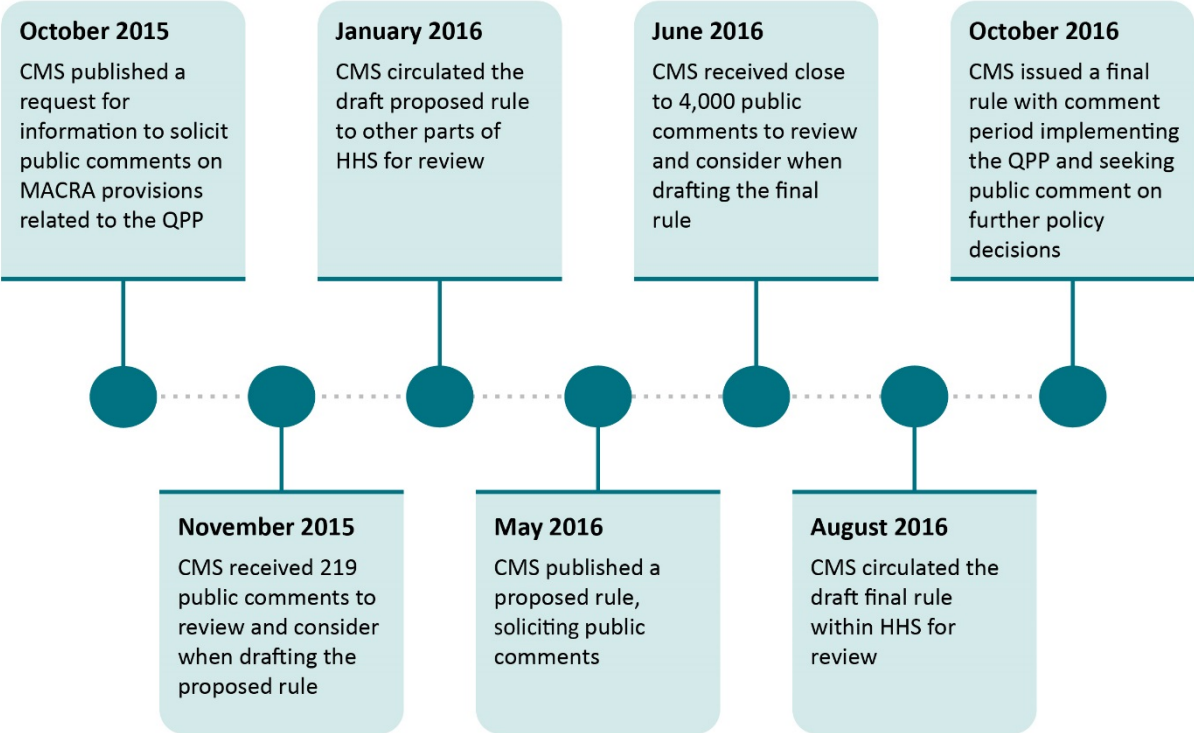 October 2015
CMS published a
request for
information to solicit
public comments on
MACRA provisions
related to the QPP
November 2015
CMS received 219
public comments to
review and consider
when drafting the
proposed rule
January 2016
CMS circulated the
draft proposed rule
to other parts of
HHS for review
May 2016
CMS published a
proposed rule,
soliciting public
comments
June 2016
CMS received close
to 4,000 public
comments to review
and consider when
drafting the final
rule
August 2016
CMS circulated the
draft final rule
within HHS for
review
October 2016
CMS issued a final
rule with comment
period implementing
the QPP and seeking
public comment on
further policy
decisions